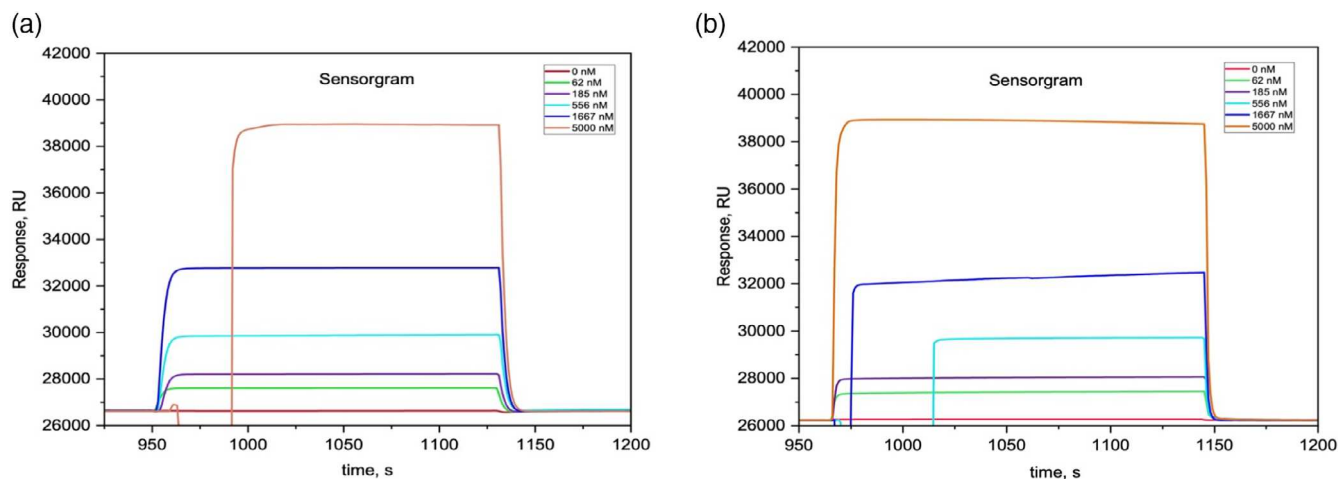 (a)
Sensorgram
0 nM
62 nM
185 nM
556 nM
1667 nM
5000 nM
42000
40000
38000
36000
34000
32000
30000
28000
26000
Response, RU
950
1000
1050
1100
1150
1200
time, s
(b)
Sensorgram
0 nM
62 nM
185 nM
556 nM
1667 nM
5000 nM
42000
40000
38000
36000
34000
32000
30000
28000
26000
Response, RU
950
1000
1050
1100
1150
1200
time, s